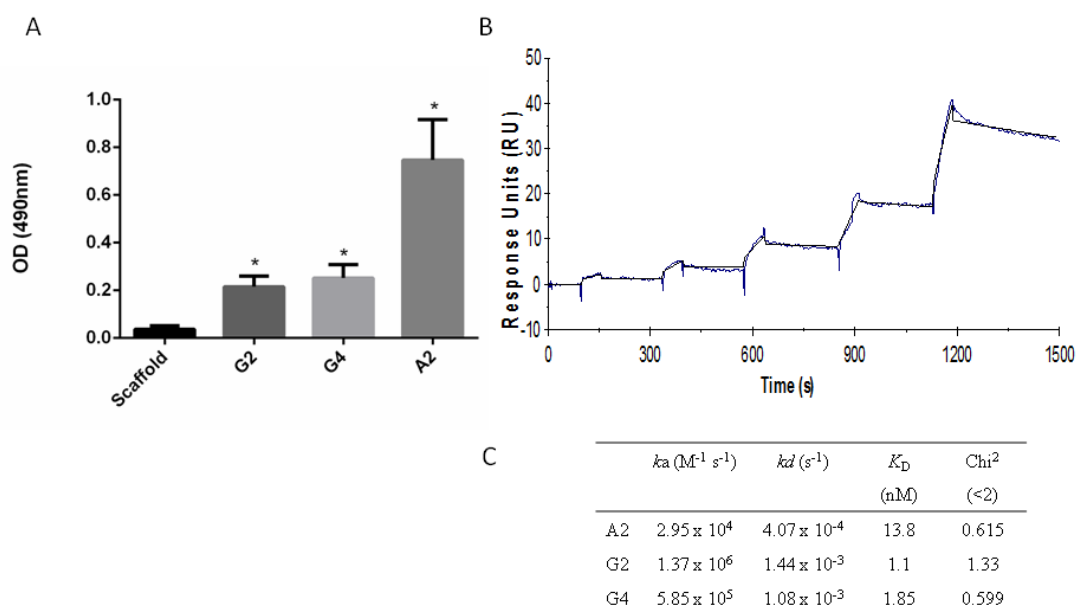 A
OD (490nm)
1.0
0.8
0.6
0.4
0.2
0.0
*
*
*
Scaffold
G2
G4
A2
B
Response Units (RU)
50
40
30
20
10
0
-10
0
300
600
900
1200
1500
Time (s)
C
ka (M⁻¹ s⁻¹) kd (s⁻¹) K_D Chi²
(nM) (<2)
A2 2.95 x 10⁴ 4.07 x 10⁻⁴ 13.8 0.615
G2 1.37 x 10⁶ 1.44 x 10⁻³ 1.1 1.33
G4 5.85 x 10⁵ 1.08 x 10⁻³ 1.85 0.599